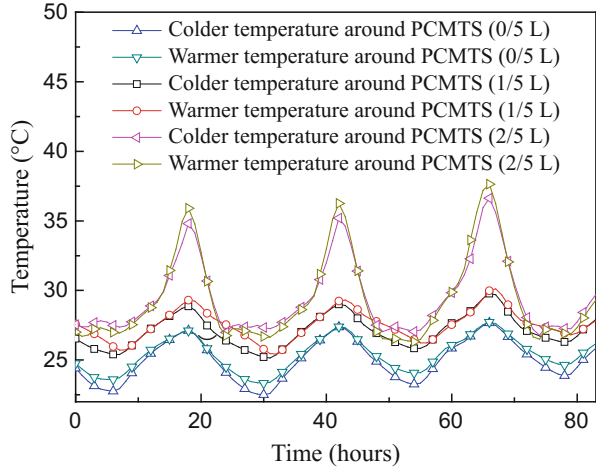 50
45
40
35
30
25
Temperature (°C)
Colder temperature around PCMTS (0/5 L)
Warmer temperature around PCMTS (0/5 L)
Colder temperature around PCMTS (1/5 L)
Warmer temperature around PCMTS (1/5 L)
Colder temperature around PCMTS (2/5 L)
Warmer temperature around PCMTS (2/5 L)
0 20 40 60 80
Time (hours)